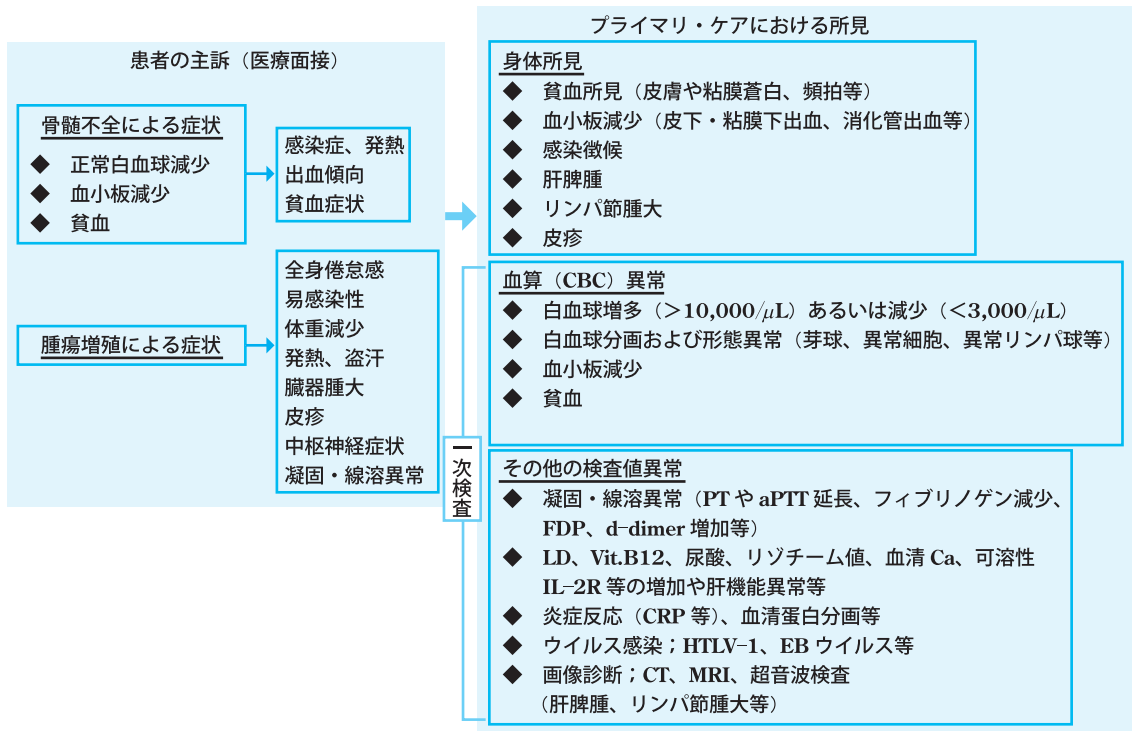 患者の主訴（医療面接）
骨髄不全による症状
◆ 正常白血球減少
◆ 血小板減少
◆ 貧血
感染症、発熱
出血傾向
貧血症状
腫瘍増殖による症状
全身倦怠感
易感染性
体重減少
発熱、盗汗
臓器腫大
皮疹
中枢神経症状
凝固・線溶異常
プライマリ・ケアにおける所見
身体所見
◆ 貧血所見（皮膚や粘膜蒼白、頻拍等）
◆ 血小板減少（皮下・粘膜下出血、消化管出血等）
◆ 感染徴候
◆ 肝脾腫
◆ リンパ節腫大
◆ 皮疹
一次検査
血算（CBC）異常
◆ 白血球増多（＞10,000/μL）あるいは減少（＜3,000/μL）
◆ 白血球分画および形態異常（芽球、異常細胞、異常リンパ球等）
◆ 血小板減少
◆ 貧血
その他の検査値異常
◆ 凝固・線溶異常（PT や aPTT 延長、フィブリノゲン減少、
FDP、d-dimer 増加等）
◆ LD、Vit.B12、尿酸、リゾチーム値、血清 Ca、可溶性
IL-2R 等の増加や肝機能異常等
◆ 炎症反応（CRP 等）、血清蛋白分画等
◆ ウイルス感染；HTLV-1、EB ウイルス等
◆ 画像診断；CT、MRI、超音波検査
（肝脾腫、リンパ節腫大等）